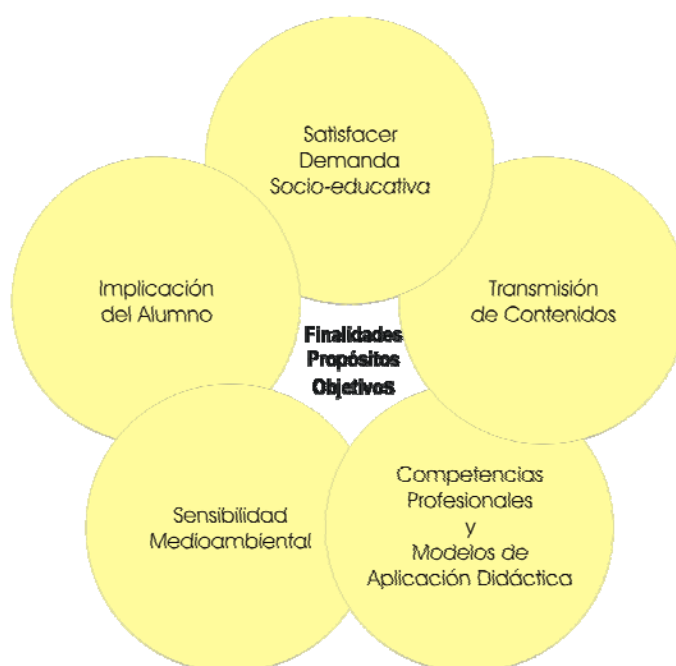 Satisfacer
Demanda
Socio-educativa
Implicación
del Alumno
Transmisión
de Contenidos
Finalidades
Propósitos
Objetivos
Sensibilidad
Medioambiental
Competencias
Profesionales
y
Modelos de
Aplicación Didáctica